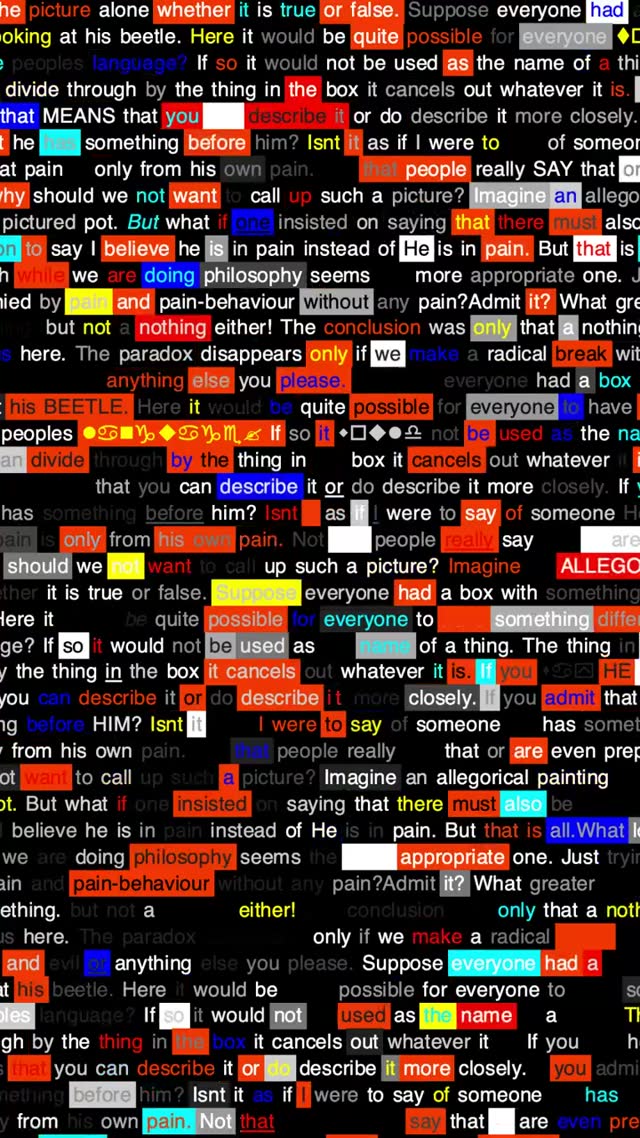 he picture alone whether it is true or false. Suppose everyone had
ooking at his beetle. Here it would be quite possible for everyone
peoples language? If so it would not be used as the name of a thi
divide through by the thing in the box it cancels out whatever it is.
that MEANS that you describe it or do describe it more closely.
t he has something before him? Isnt it as if I were to of someon
at pain only from his own pain. that people really SAY that or
why should we not want to call up such a picture? Imagine an allego
pictured pot. But what if one insisted on saying that there must also
on to say I believe he is in pain instead of He is in pain. But that is
h while we are doing philosophy seems more appropriate one. J
nied by pain and pain-behaviour without any pain?Admit it? What gre
but not a nothing either! The conclusion was only that a nothin
s here. The paradox disappears only if we make a radical break wit
anything else you please. everyone had a box
t his BEETLE. Here it would be quite possible for everyone to have
peoples If so it not be used as the na
an divide through by the thing in box it cancels out whatever i
that you can describe it or do describe it more closely. If
has something before him? Isnt as if I were to say of someone H
pain is only from his own pain. Not people really say are
should we not want to call up such a picture? Imagine ALLEGO
ther it is true or false. Suppose everyone had a box with something
Here it be quite possible for everyone to something differ
ge? If so it would not be used as name of a thing. The thing in
y the thing in the box it cancels out whatever it is. If you HE
you can describe it or do describe it more closely. If you admit that
ng before HIM? Isnt it I were to say of someone has somet
y from his own pain. that people really that or are even prep
ot want to call up such a picture? Imagine an allegorical painting
ot. But what if one insisted on saying that there must also be
believe he is in pain instead of He is in pain. But that is all.What l
we are doing philosophy seems the appropriate one. Just tryin
ain and pain-behaviour without any pain?Admit it? What greater
ething. but not a either! conclusion only that a noth
us here. The paradox only if we make a radical
and evil or anything else you please. Suppose everyone had a
at his beetle. Here it would be possible for everyone to so
ples language? If so it would not used as the name a T
gh by the thing in the box it cancels out whatever it If you h
that you can describe it or do describe it more closely. you admi
something before him? Isnt it as if I were to say of someone has
y from his own pain. Not that say that are even pre